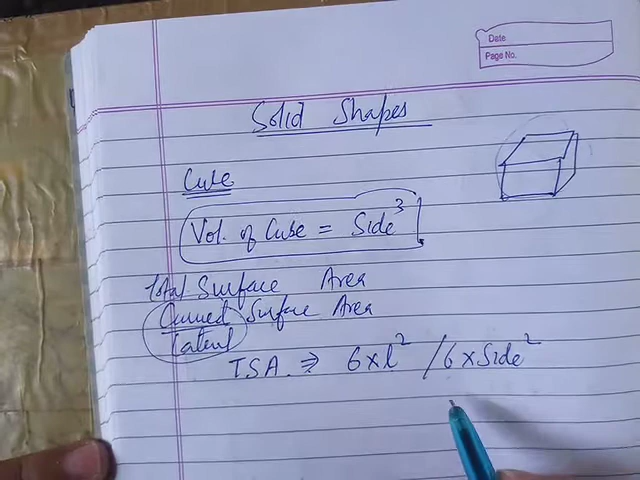 Date
Page No.
Solid Shapes
Cube
Vol. of Cube = Side³
Total Surface Area
Curved Surface Area
Lateral
TSA. ⇒ 6×l² / 6×Side²